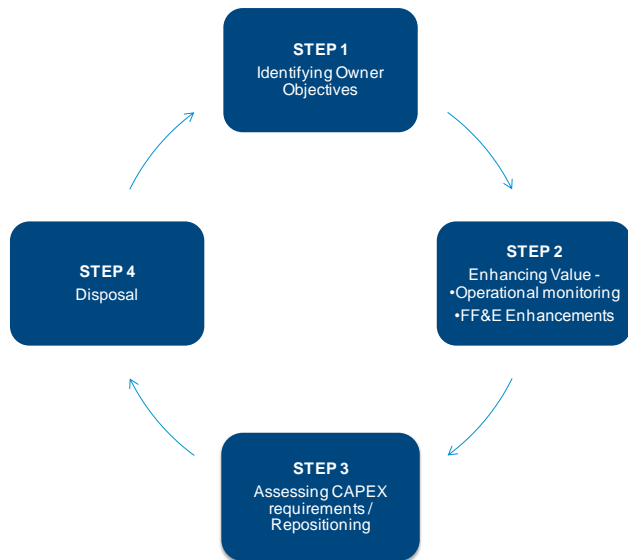 STEP 1
Identifying Owner
Objectives
STEP 2
Enhancing Value -
•Operational monitoring
•FF&E Enhancements
STEP 3
Assessing CAPEX
requirements /
Repositioning
STEP 4
Disposal